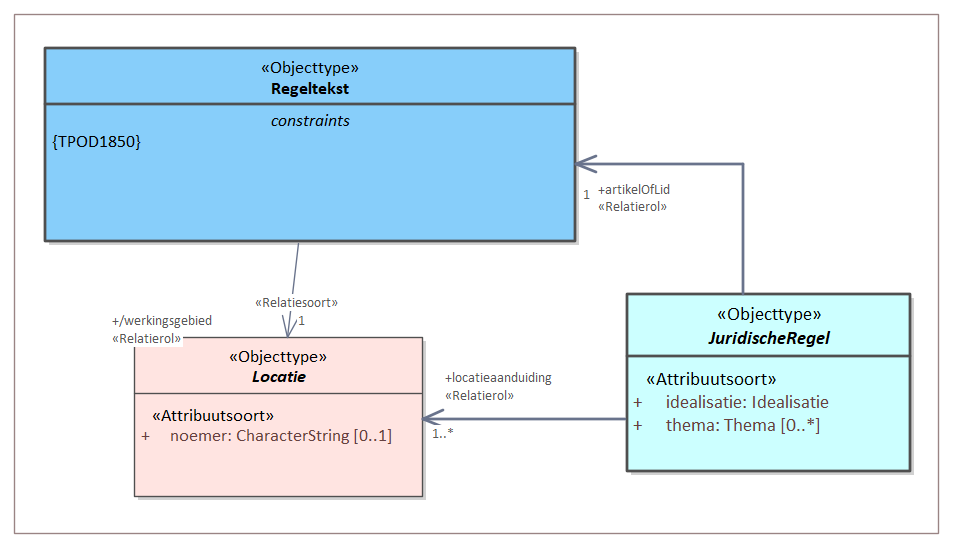 «Objecttype»
Regeltekst
constraints
{TPOD1850}
1
+artikelOfLid
«Relatierol»
«Relatiesoort»
1
+/werkingsgebied
«Relatierol»
«Objecttype»
Locatie
«Attribuutsoort»
+ noemer: CharacterString [0..1]
+locatieaanduiding
«Relatierol»
1..*
«Objecttype»
JuridischeRegel
«Attribuutsoort»
+ idealisatie: Idealisatie
+ thema: Thema [0..*]